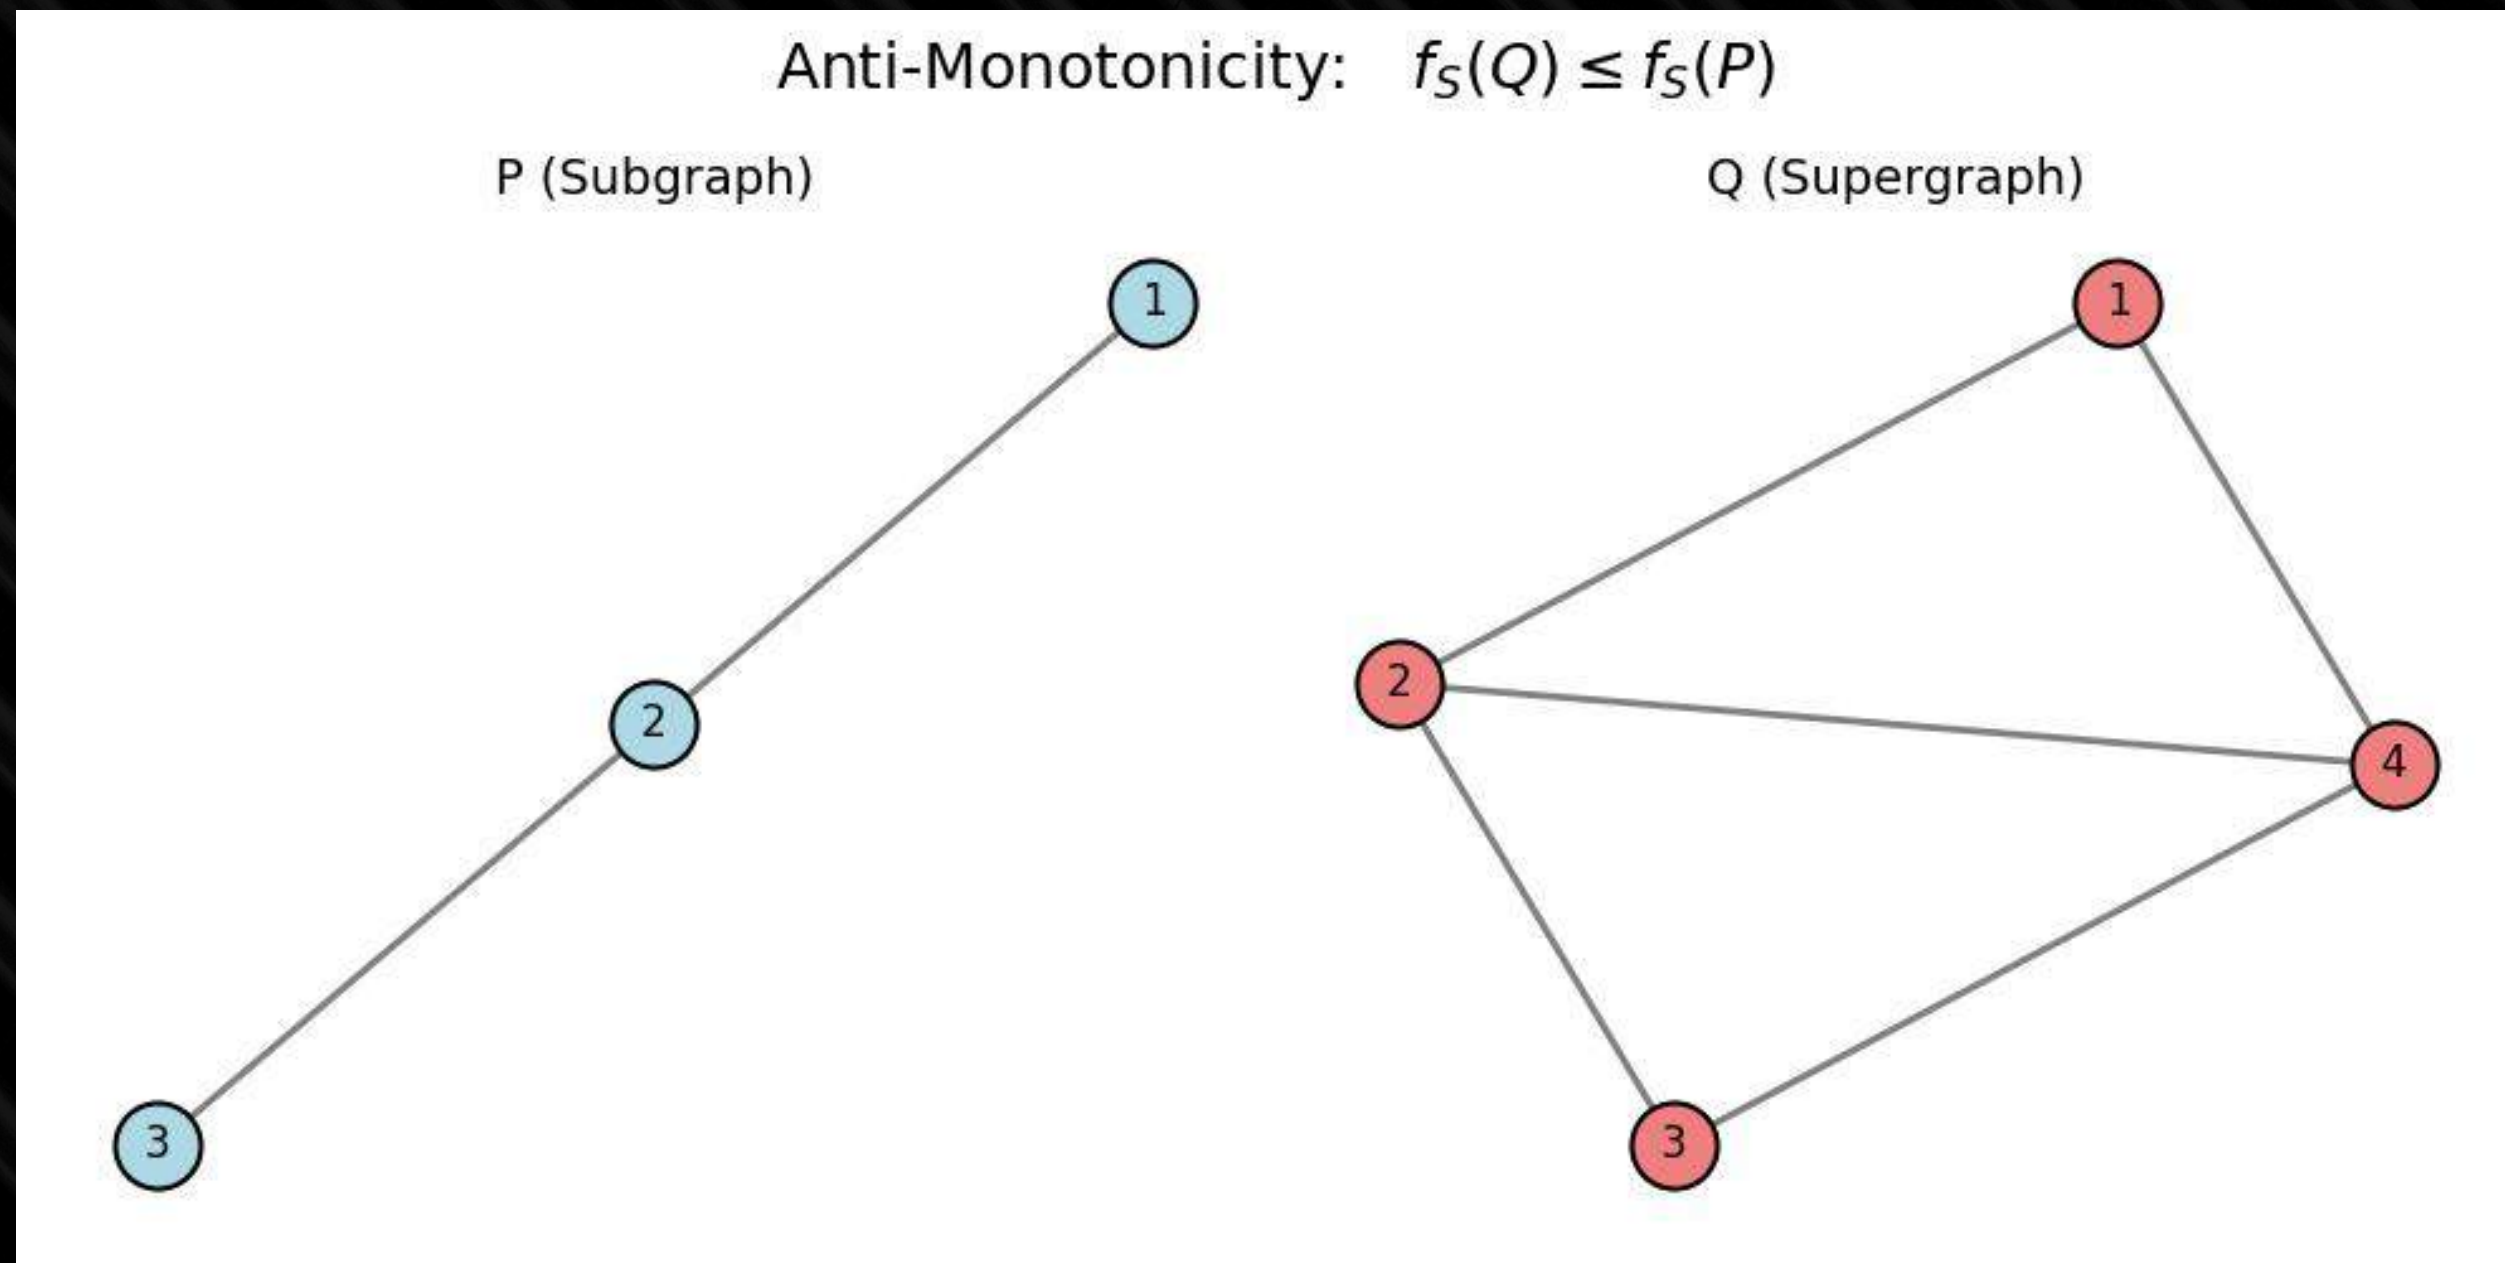 Anti-Monotonicity: f_S(Q) ≤ f_S(P)
P (Subgraph)
Q (Supergraph)
1
2
3
1
2
4
3